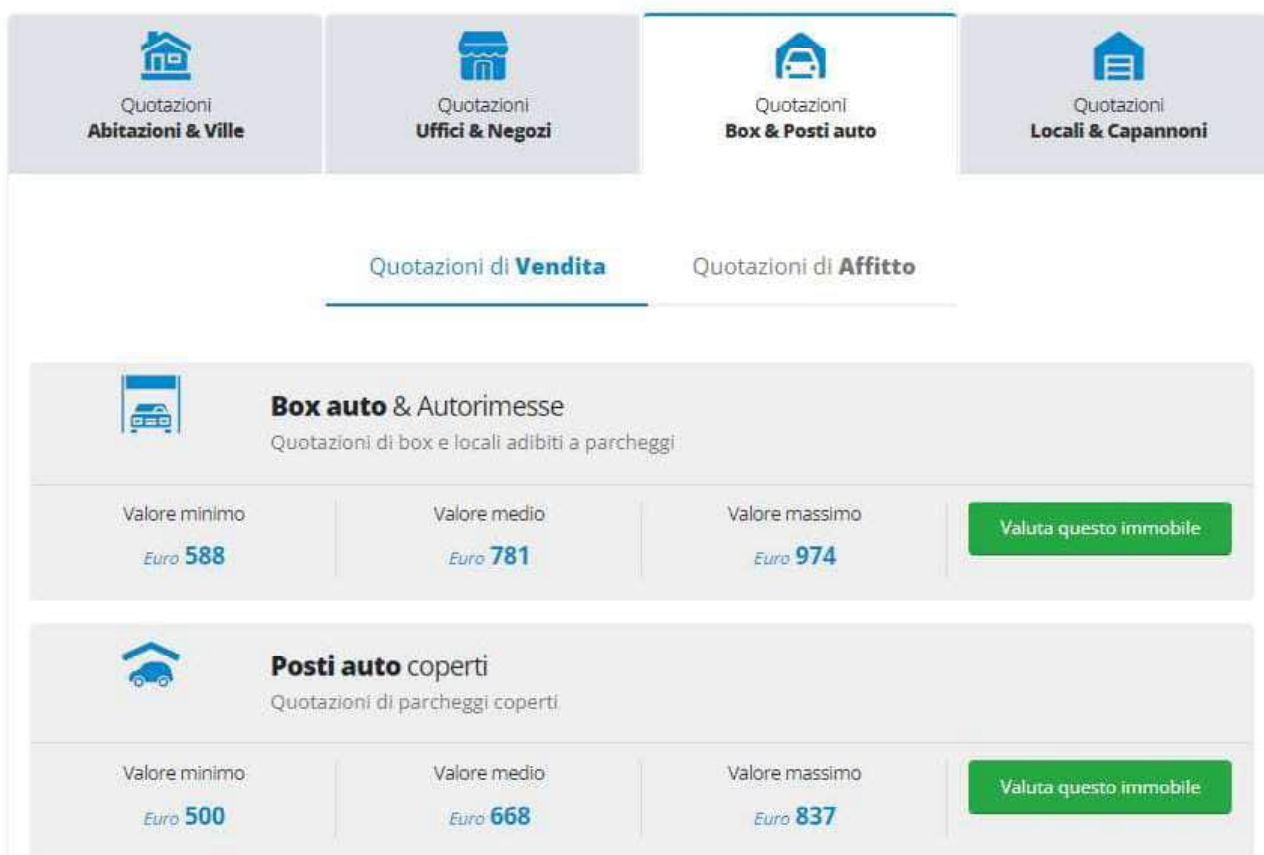 Quotazioni
Abitazioni & Ville
Quotazioni
Uffici & Negozi
Quotazioni
Box & Posti auto
Quotazioni
Locali & Capannoni
Quotazioni di Vendita
Quotazioni di Affitto
Box auto & Autorimesse
Quotazioni di box e locali adibiti a parcheggi
Valore minimo
Euro 588
Valore medio
Euro 781
Valore massimo
Euro 974
Valuta questo immobile
Posti auto coperti
Quotazioni di parcheggi coperti
Valore minimo
Euro 500
Valore medio
Euro 668
Valore massimo
Euro 837
Valuta questo immobile